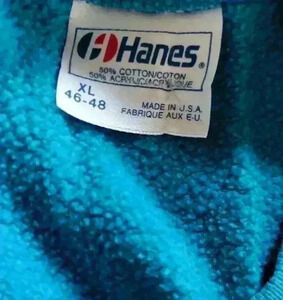 Hanes
50% COTTON/COTON
50% ACRYLIC/ACRYLIQUE
XL
46-48
MADE IN U.S.A.
FABRIQUE AUX E-U.